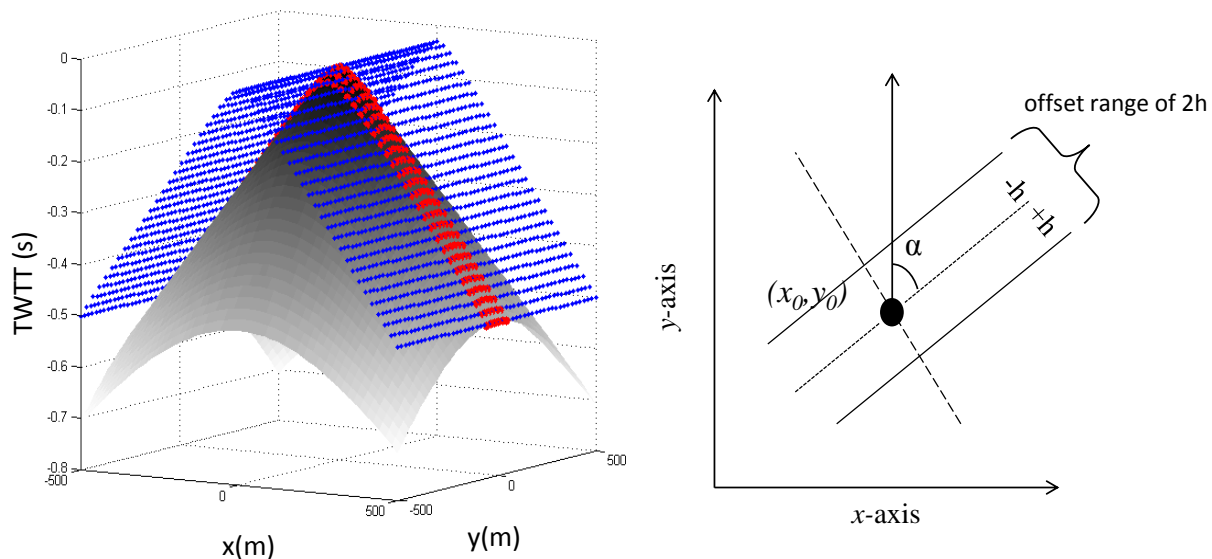 0
-0.1
-0.2
-0.3
-0.4
-0.5
-0.6
-0.7
-0.8
TWTT (s)
-500
0
500
x(m)
-500
0
500
y(m)
offset range of 2h
-h +h
α
(x0,y0)
y-axis
x-axis